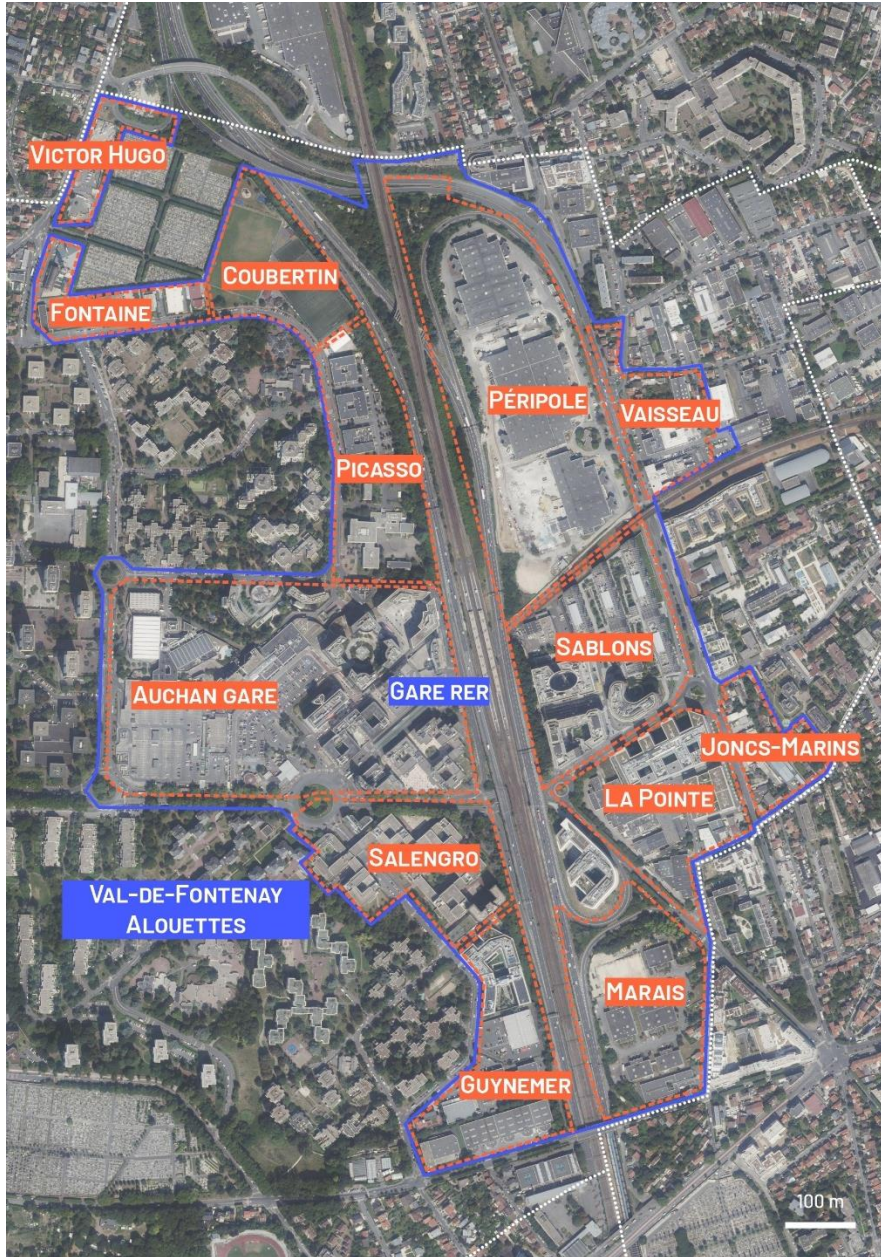 VICTOR HUGO
COUBERTIN
FONTAINE
PÉRIPOLE
VAISSEAU
PICASSO
SABLONS
AUCHAN GARE
GARE RER
JONCS-MARINS
LA POINTE
SALENGRO
VAL-DE-FONTENAY
ALOUETTES
MARAIS
GUYNEMER
100 m